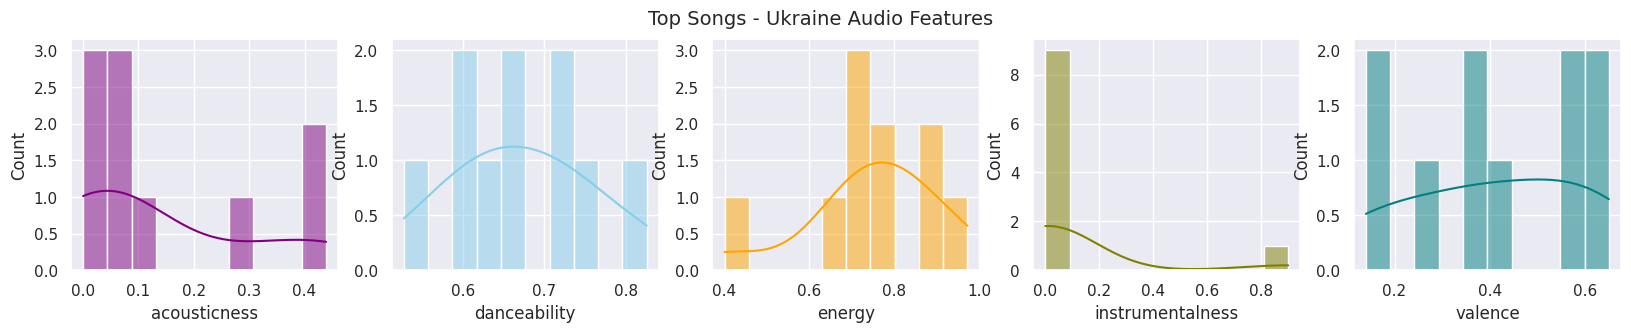 Top Songs - Ukraine Audio Features
Count
3.0
2.5
2.0
1.5
1.0
0.5
0.0
0.0 0.1 0.2 0.3 0.4
acousticness
Count
2.0
1.5
1.0
0.5
0.0
0.6 0.7 0.8
danceability
Count
3.0
2.5
2.0
1.5
1.0
0.5
0.0
0.4 0.6 0.8 1.0
energy
Count
8
6
4
2
0
0.0 0.2 0.4 0.6 0.8
instrumentalness
Count
2.0
1.5
1.0
0.5
0.0
0.2 0.4 0.6
valence